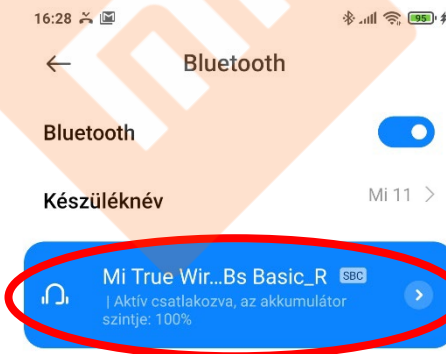 16:28
95
Bluetooth
Bluetooth
Készüléknév
Mi 11
Mi True Wir...Bs Basic_R SBC
| Aktív csatlakozva, az akkumulátor
szintje: 100%